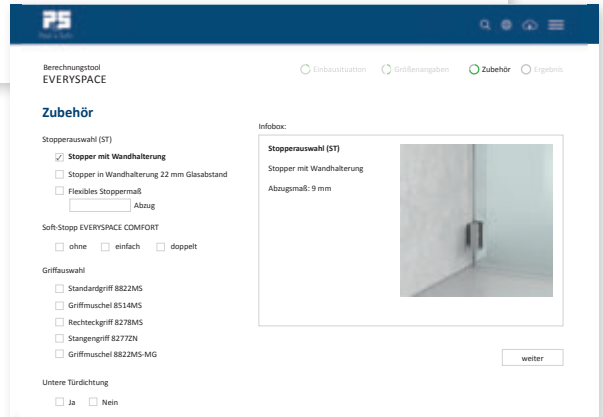 PS
Berechnungstool
EVERYSPACE
Einbausituation
Größenangaben
Zubehör
Ergebnis
Zubehör
Stopperauswahl (ST)
Stopper mit Wandhalterung
Stopper in Wandhalterung 22 mm Glasabstand
Flexibles Stoppermaß
Abzug
Soft-Stopp EVERYSPACE COMFORT
ohne einfach doppelt
Griffauswahl
Standardgriff 8822MS
Griffmuschel 8514MS
Rechteckgriff 8278MS
Stangengriff 8277ZN
Griffmuschel 8822MS-MG
Untere Türdichtung
Ja Nein
Infobox:
Stopperauswahl (ST)
Stopper mit Wandhalterung
Abzugsmaß: 9 mm
weiter